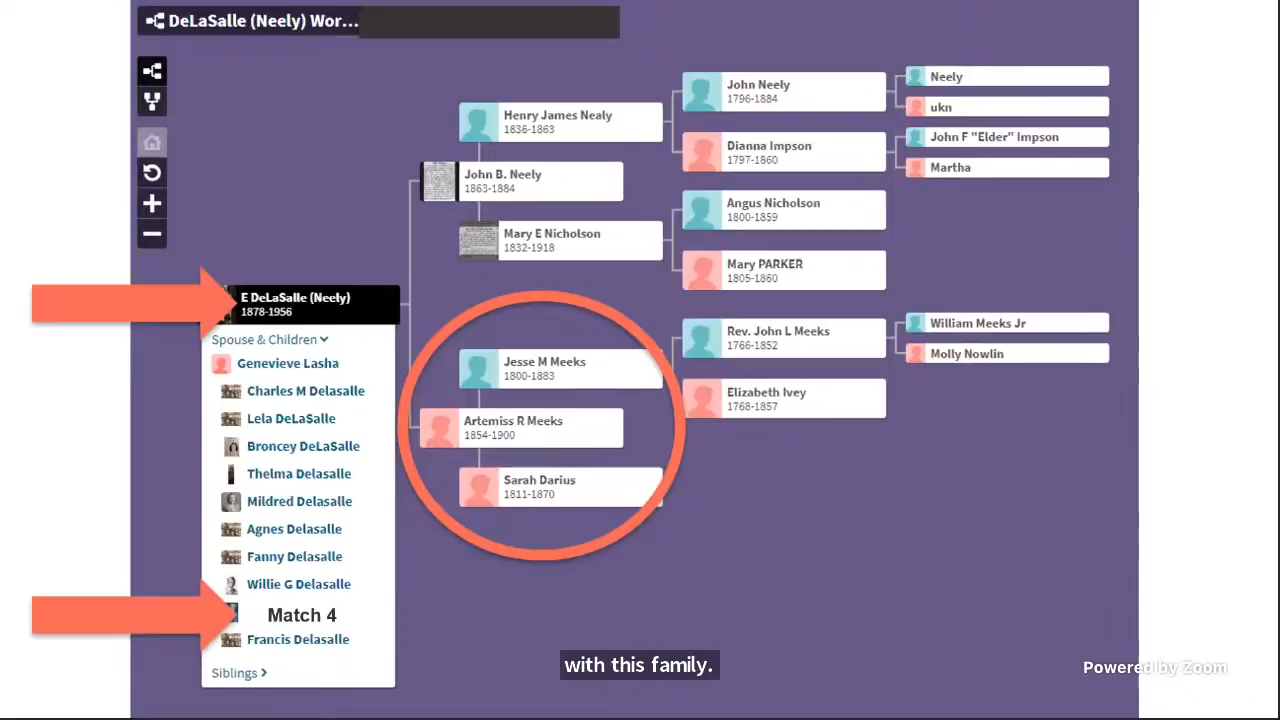 DeLaSalle (Neely) Wor...
E DeLaSalle (Neely)
1878-1956
Spouse & Children
Genevieve Lasha
Charles M Delasalle
Lela DeLaSalle
Broncey DeLaSalle
Thelma Delasalle
Mildred Delasalle
Agnes Delasalle
Fanny Delasalle
Willie G Delasalle
Match 4
Francis Delasalle
Siblings
Henry James Nealy
1836-1863
John B. Neely
1863-1884
Mary E Nicholson
1832-1918
Jesse M Meeks
1800-1883
Artemiss R Meeks
1854-1900
Sarah Darius
1811-1870
John Neely
1796-1884
Dianna Impson
1797-1860
Angus Nicholson
1800-1859
Mary PARKER
1805-1860
Rev. John L Meeks
1766-1852
Elizabeth Ivey
1768-1857
Neely
ukn
John F "Elder" Impson
Martha
William Meeks Jr
Molly Nowlin
with this family.
Powered by Zoom